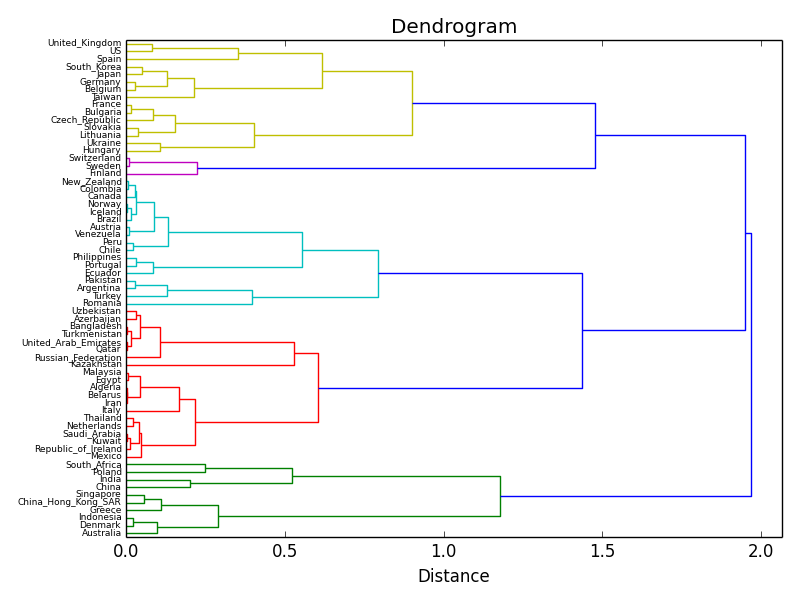 Dendrogram
United_Kingdom
US
Spain
South_Korea
Japan
Germany
Belgium
Taiwan
France
Bulgaria
Czech_Republic
Slovakia
Lithuania
Ukraine
Hungary
Switzerland
Sweden
Finland
New_Zealand
Colombia
Canada
Norway
Iceland
Brazil
Austria
Venezuela
Peru
Chile
Philippines
Portugal
Ecuador
Pakistan
Argentina
Turkey
Romania
Uzbekistan
Azerbaijan
Bangladesh
Turkmenistan
United_Arab_Emirates
Qatar
Russian_Federation
Kazakhstan
Malaysia
Egypt
Algeria
Belarus
Iran
Italy
Thailand
Netherlands
Saudi_Arabia
Kuwait
Republic_of_Ireland
Mexico
South_Africa
Poland
India
China
Singapore
China_Hong_Kong_SAR
Greece
Indonesia
Denmark
Australia
0.0 0.5 1.0 1.5 2.0
Distance